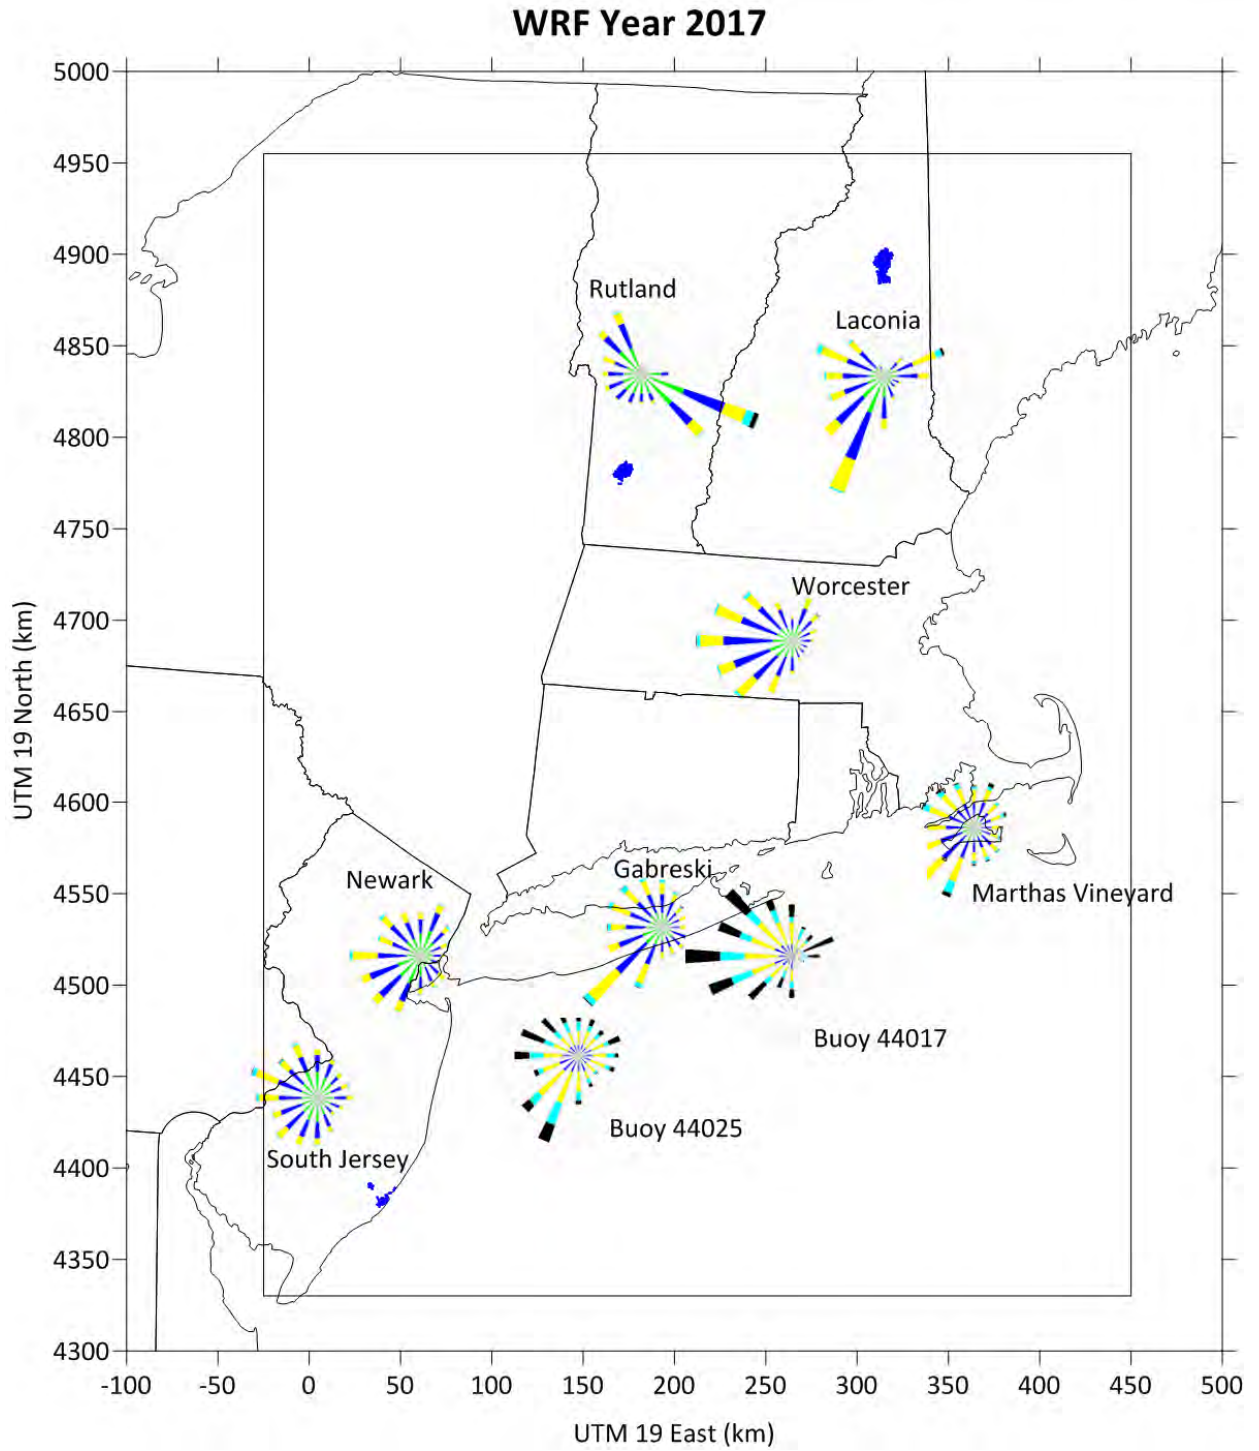 WRF Year 2017
5000
4950
4900
Rutland
Laconia
4850
4800
4750
4700
Worcester
4650
4600
4550
4500
4450
4400
4350
4300
UTM 19 North (km)
Newark
Gabreski
Marthas Vineyard
Buoy 44017
Buoy 44025
South Jersey
-100 -50 0 50 100 150 200 250 300 350 400 450 500
UTM 19 East (km)